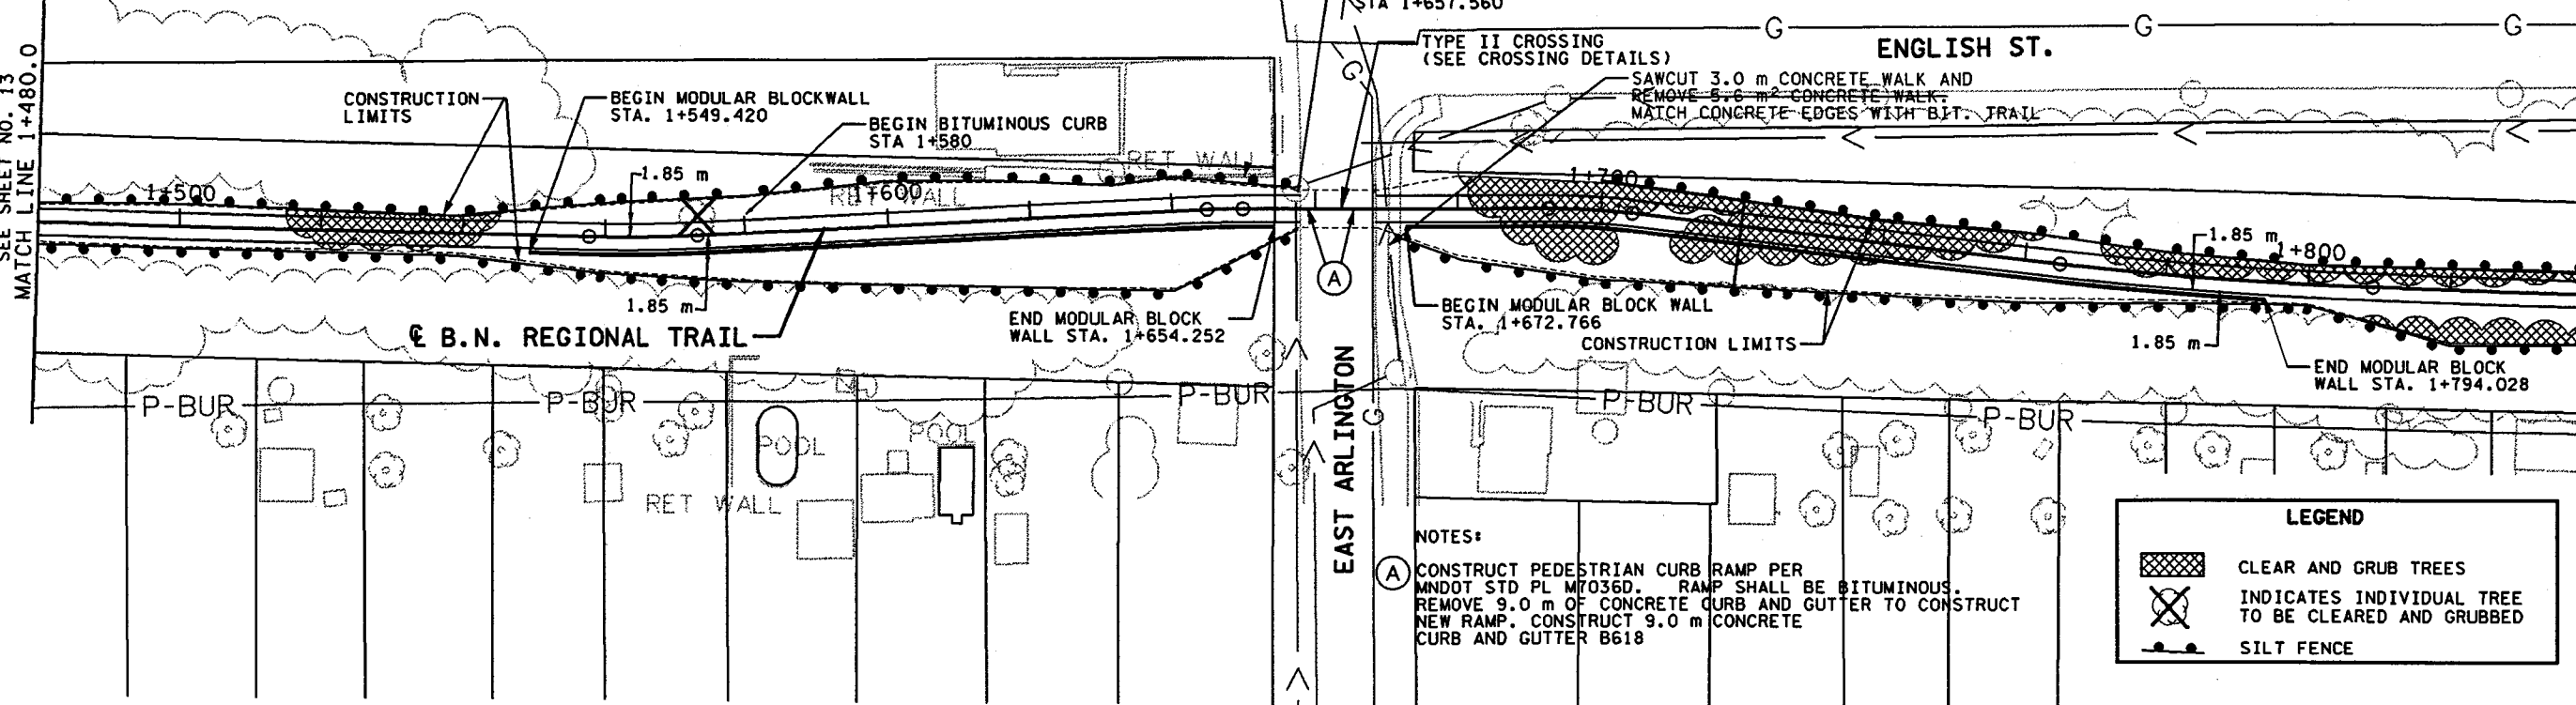 SEE SHEET NO. 13
MATCH LINE 1+480.0
STA 1+657.560
TYPE II CROSSING
(SEE CROSSING DETAILS)
G
G
G
G
G
ENGLISH ST.
SAWCUT 3.0 m CONCRETE WALK AND
REMOVE 5.6 m² CONCRETE WALK.
MATCH CONCRETE EDGES WITH BIT. TRAIL
CONSTRUCTION
LIMITS
BEGIN MODULAR BLOCKWALL
STA. 1+549.420
BEGIN BITUMINOUS CURB
STA 1+580
RET WALL
1.85 m
1+500
1+600
RET WALL
1+700
1.85 m
1+800
A
1.85 m
℄ B.N. REGIONAL TRAIL
END MODULAR BLOCK
WALL STA. 1+654.252
BEGIN MODULAR BLOCK WALL
STA. 1+672.766
CONSTRUCTION LIMITS
1.85 m
END MODULAR BLOCK
WALL STA. 1+794.028
P-BUR
P-BUR
P-BUR
P-BUR
P-BUR
POOL
POOL
RET WALL
EAST ARLINGTON
NOTES:
A CONSTRUCT PEDESTRIAN CURB RAMP PER
MNDOT STD PL M7036D. RAMP SHALL BE BITUMINOUS.
REMOVE 9.0 m OF CONCRETE CURB AND GUTTER TO CONSTRUCT
NEW RAMP. CONSTRUCT 9.0 m CONCRETE
CURB AND GUTTER B618
LEGEND
CLEAR AND GRUB TREES
INDICATES INDIVIDUAL TREE
TO BE CLEARED AND GRUBBED
SILT FENCE